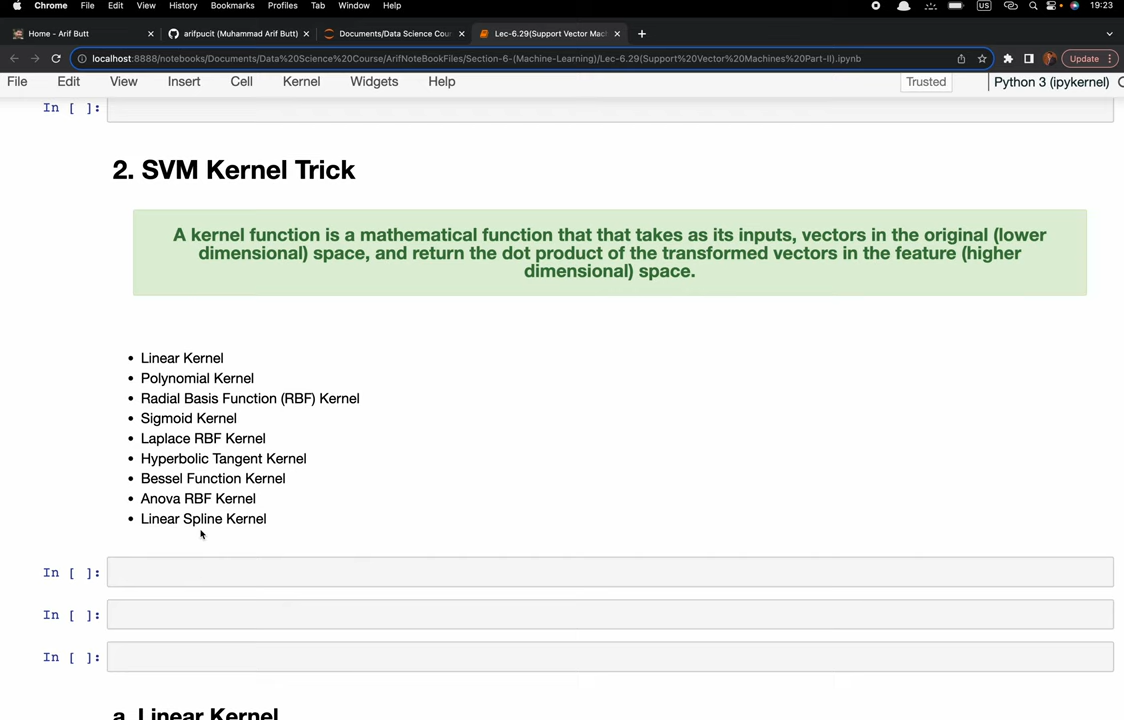 Chrome File Edit View History Bookmarks Profiles Tab Window Help US 19:23
Home - Arif Butt arifpucit (Muhammad Arif Butt) Documents/Data Science Cou Lec-6.29(Support Vector Mac
localhost:8888/notebooks/Documents/Data%20Science%20Course/ArifNoteBookFiles/Section-6-(Machine-Learning)/Lec-6.29(Support%20Vector%20Machines%20Part-II).ipynb Update
File Edit View Insert Cell Kernel Widgets Help Trusted Python 3 (ipykernel)
In [ ]:
2. SVM Kernel Trick
A kernel function is a mathematical function that that takes as its inputs, vectors in the original (lower
dimensional) space, and return the dot product of the transformed vectors in the feature (higher
dimensional) space.
• Linear Kernel
• Polynomial Kernel
• Radial Basis Function (RBF) Kernel
• Sigmoid Kernel
• Laplace RBF Kernel
• Hyperbolic Tangent Kernel
• Bessel Function Kernel
• Anova RBF Kernel
• Linear Spline Kernel
In [ ]:
In [ ]:
In [ ]:
a. Linear Kernel